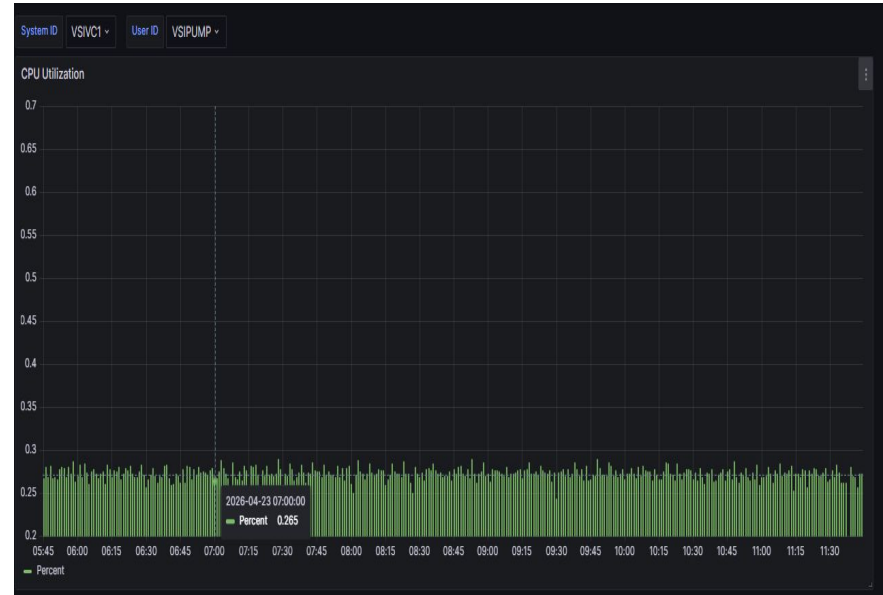 System ID VSIVC1 User ID VSIPUMP
CPU Utilization
0.7
0.65
0.6
0.55
0.5
0.45
0.4
0.35
0.3
0.25
0.2
2026-04-23 07:00:00
Percent 0.265
05:45 06:00 06:15 06:30 06:45 07:00 07:15 07:30 07:45 08:00 08:15 08:30 08:45 09:00 09:15 09:30 09:45 10:00 10:15 10:30 10:45 11:00 11:15 11:30
Percent